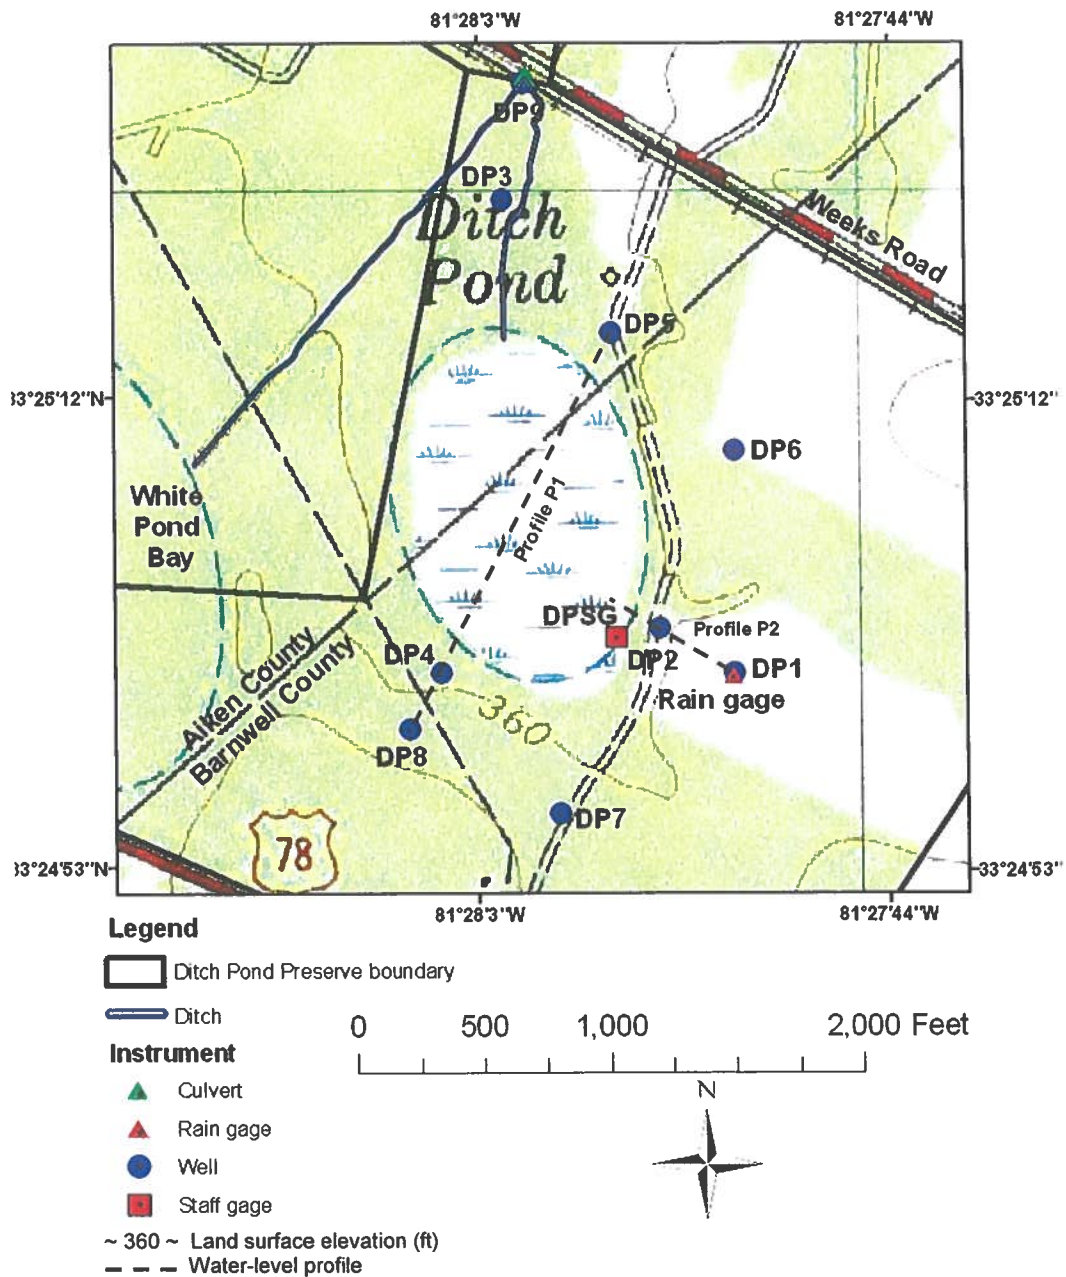 81°28'3"W
81°27'44"W
DP9
DP3
Ditch
Pond
Weeks Road
DP5
33°25'12"N
33°25'12"
DP6
White
Pond
Bay
Profile P1
DPSG
Profile P2
DP2
DP1
Rain gage
DP4
Aiken County
Barnwell County
360
DP8
DP7
78
33°24'53"N
33°24'53"
81°28'3"W
81°27'44"W
Legend
Ditch Pond Preserve boundary
Ditch
0 500 1,000 2,000 Feet
Instrument
Culvert
Rain gage
Well
Staff gage
N
~ 360 ~ Land surface elevation (ft)
Water-level profile